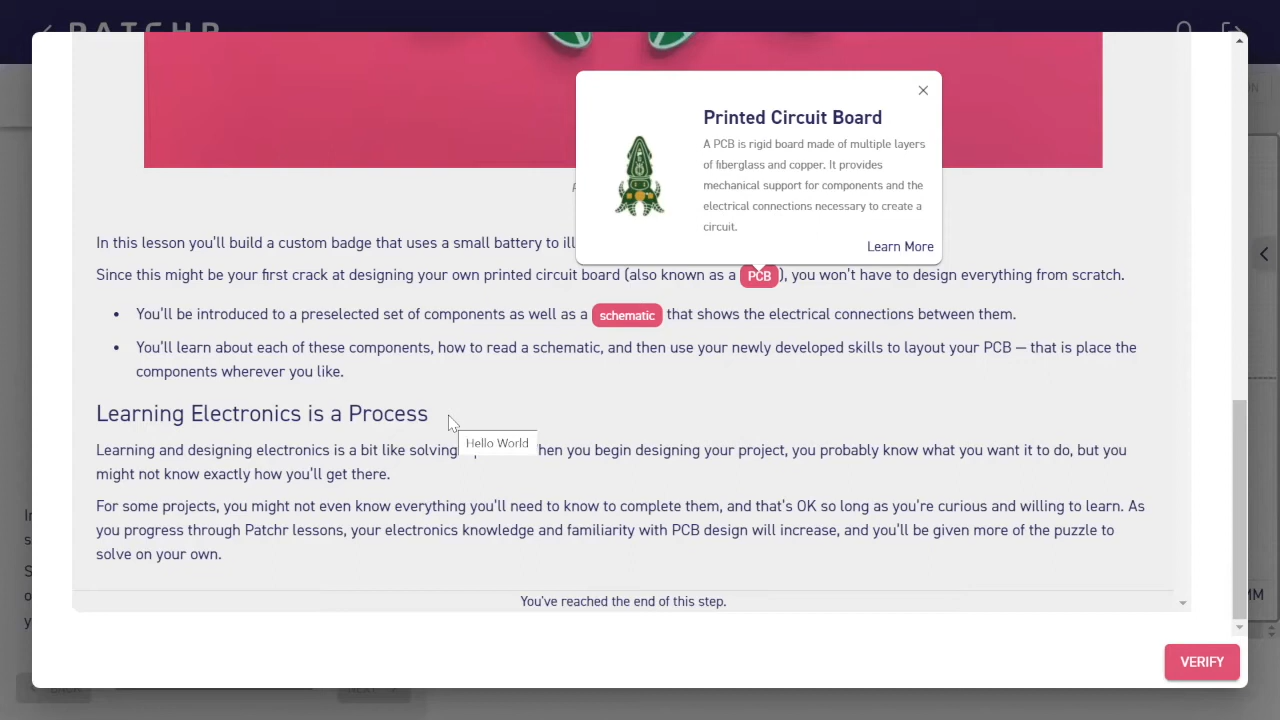 PATCHR
Printed Circuit Board
A PCB is rigid board made of multiple layers
of fiberglass and copper. It provides
mechanical support for components and the
electrical connections necessary to create a
circuit.
Learn More
In this lesson you'll build a custom badge that uses a small battery to
Since this might be your first crack at designing your own printed circuit board (also known as a PCB), you won't have to design everything from scratch.
• You'll be introduced to a preselected set of components as well as a schematic that shows the electrical connections between them.
• You'll learn about each of these components, how to read a schematic, and then use your newly developed skills to layout your PCB — that is place the
components wherever you like.
Learning Electronics is a Process
Hello World
Learning and designing electronics is a bit like solving you begin designing your project, you probably know what you want it to do, but you
might not know exactly how you'll get there.
For some projects, you might not even know everything you'll need to know to complete them, and that's OK so long as you're curious and willing to learn. As
you progress through Patchr lessons, your electronics knowledge and familiarity with PCB design will increase, and you'll be given more of the puzzle to
solve on your own.
You've reached the end of this step.
MM
VERIFY